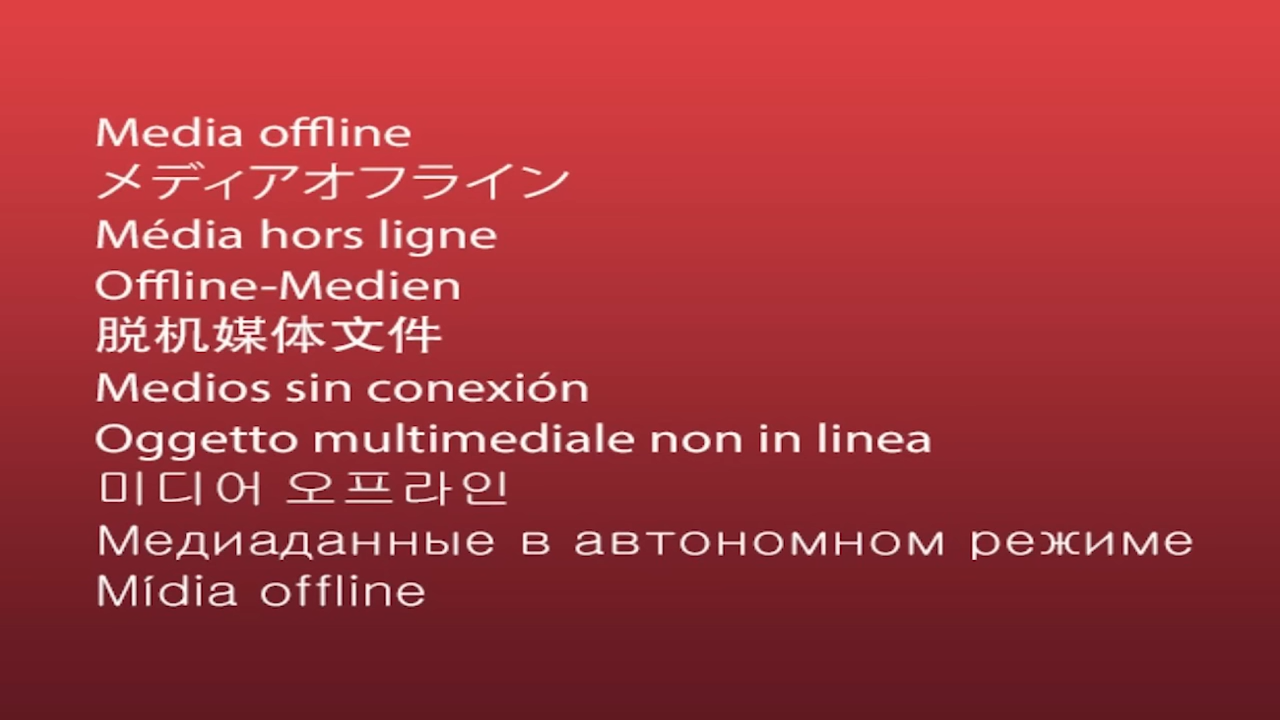 Media offline
メディアオフライン
Média hors ligne
Offline-Medien
脱机媒体文件
Medios sin conexión
Oggetto multimediale non in linea
미디어 오프라인
Медиаданные в автономном режиме
Mídia offline